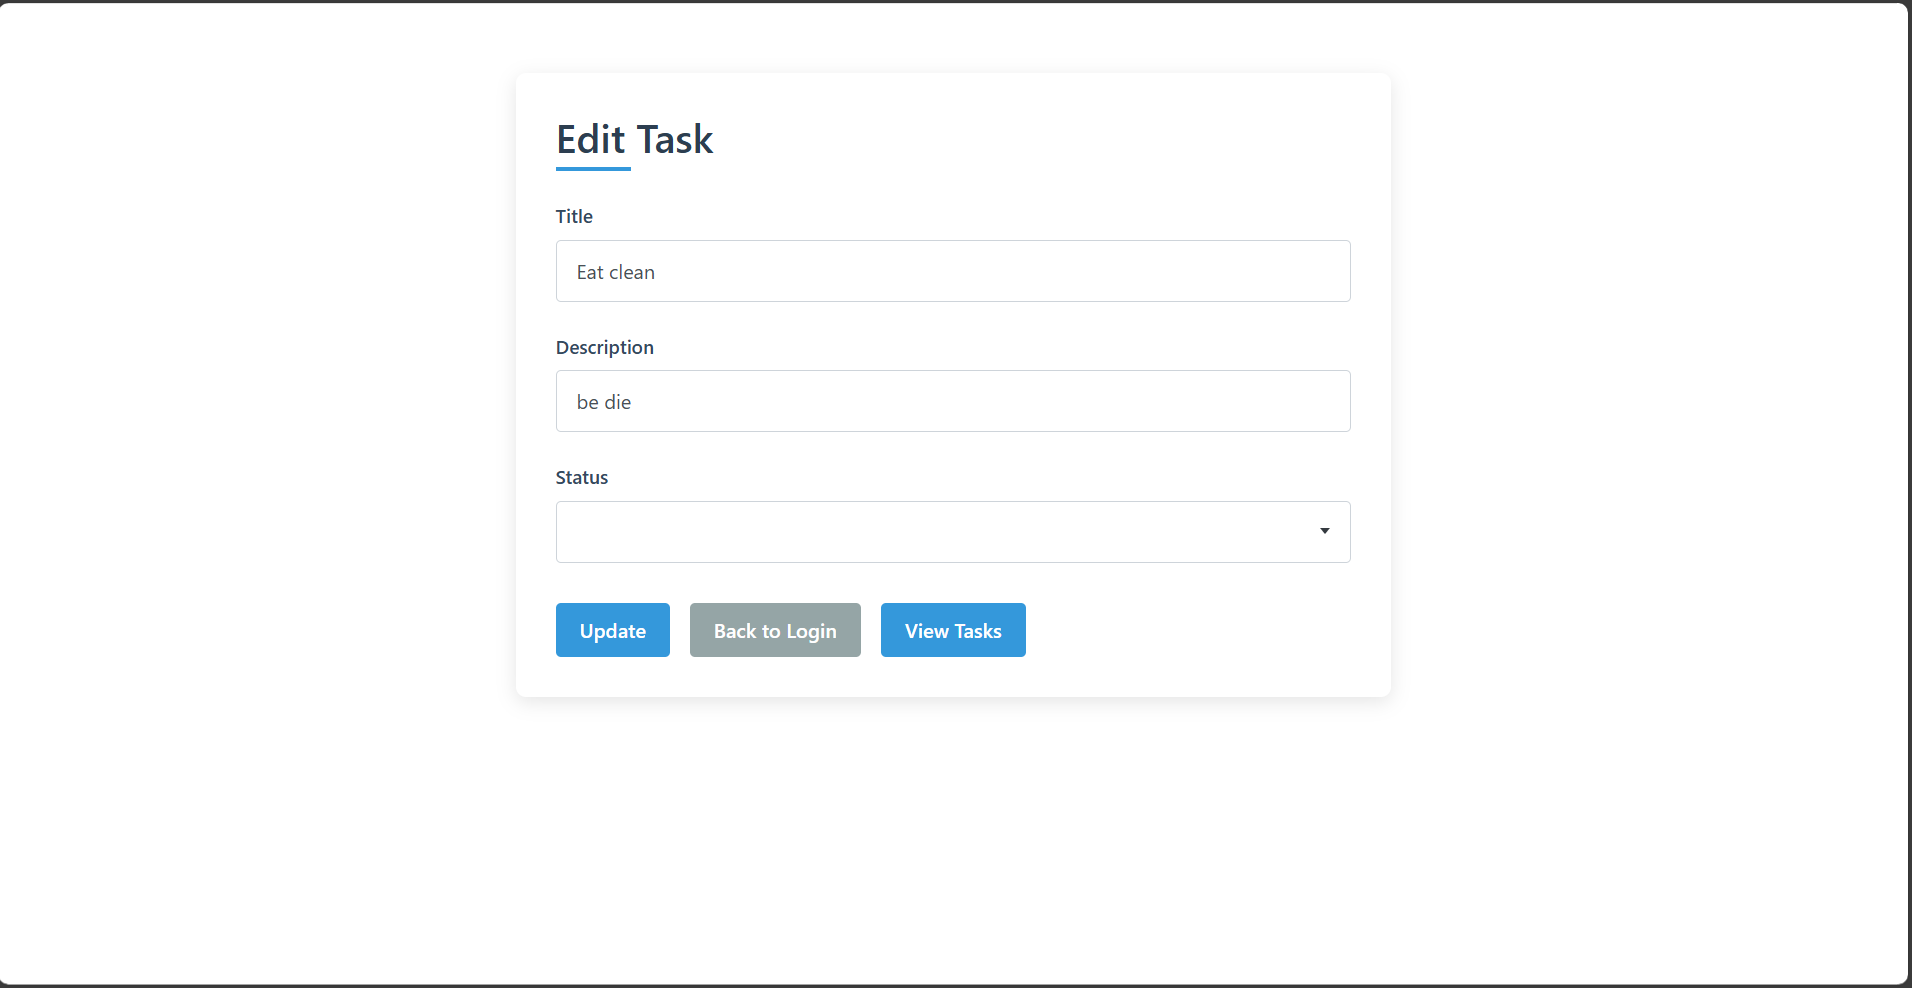 Edit Task
Title
Eat clean
Description
be die
Status
Update Back to Login View Tasks